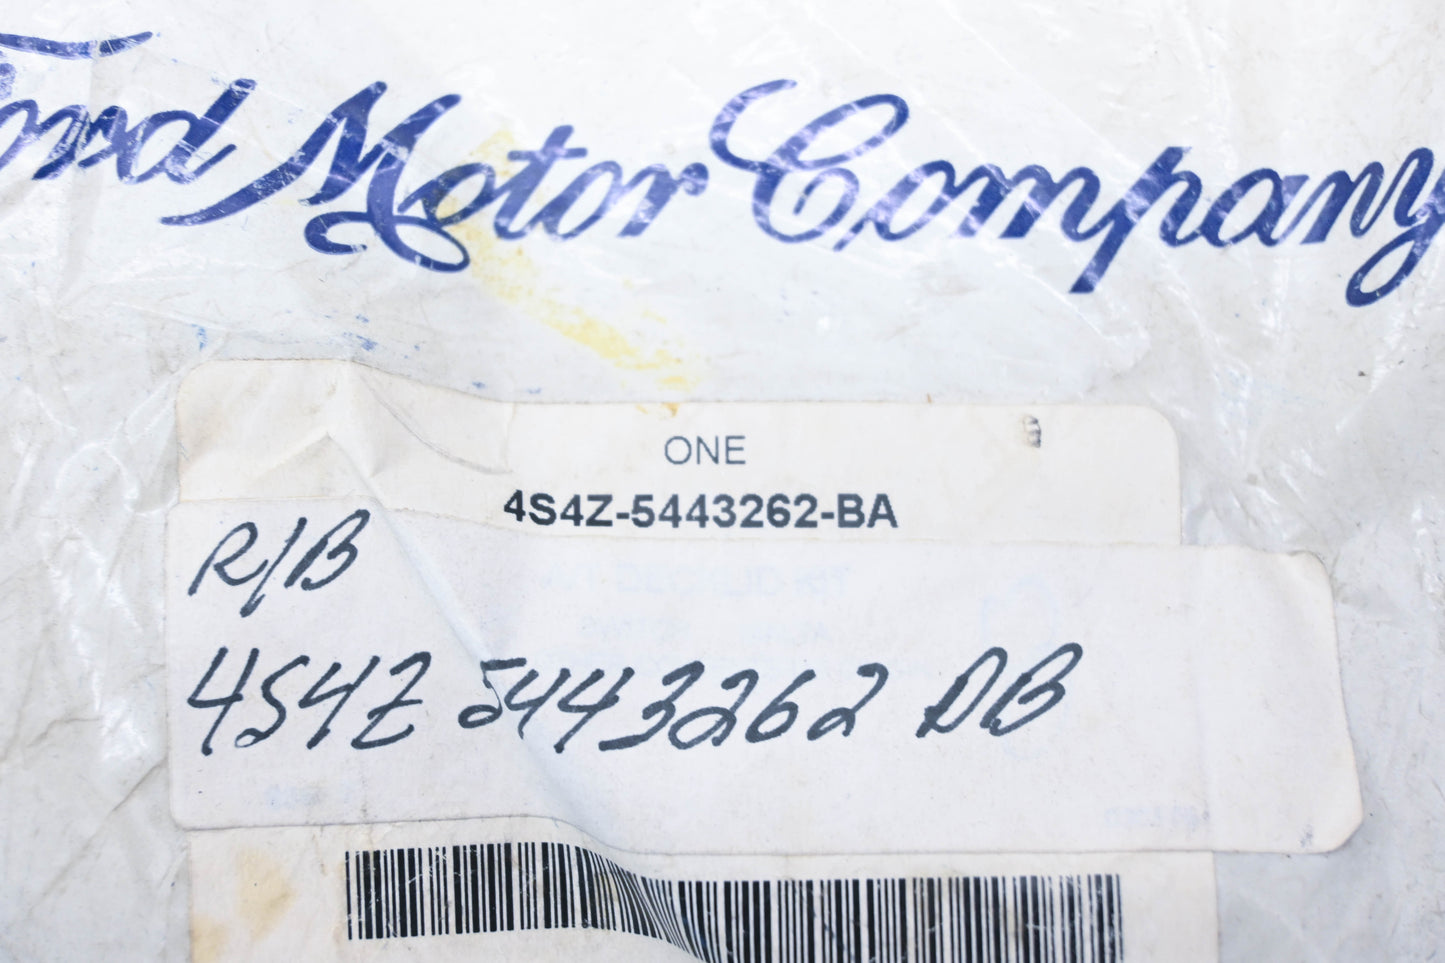 Ford Motor Company
ONE
4S4Z-5443262-BA
R/B
4S4Z 5443262 DB